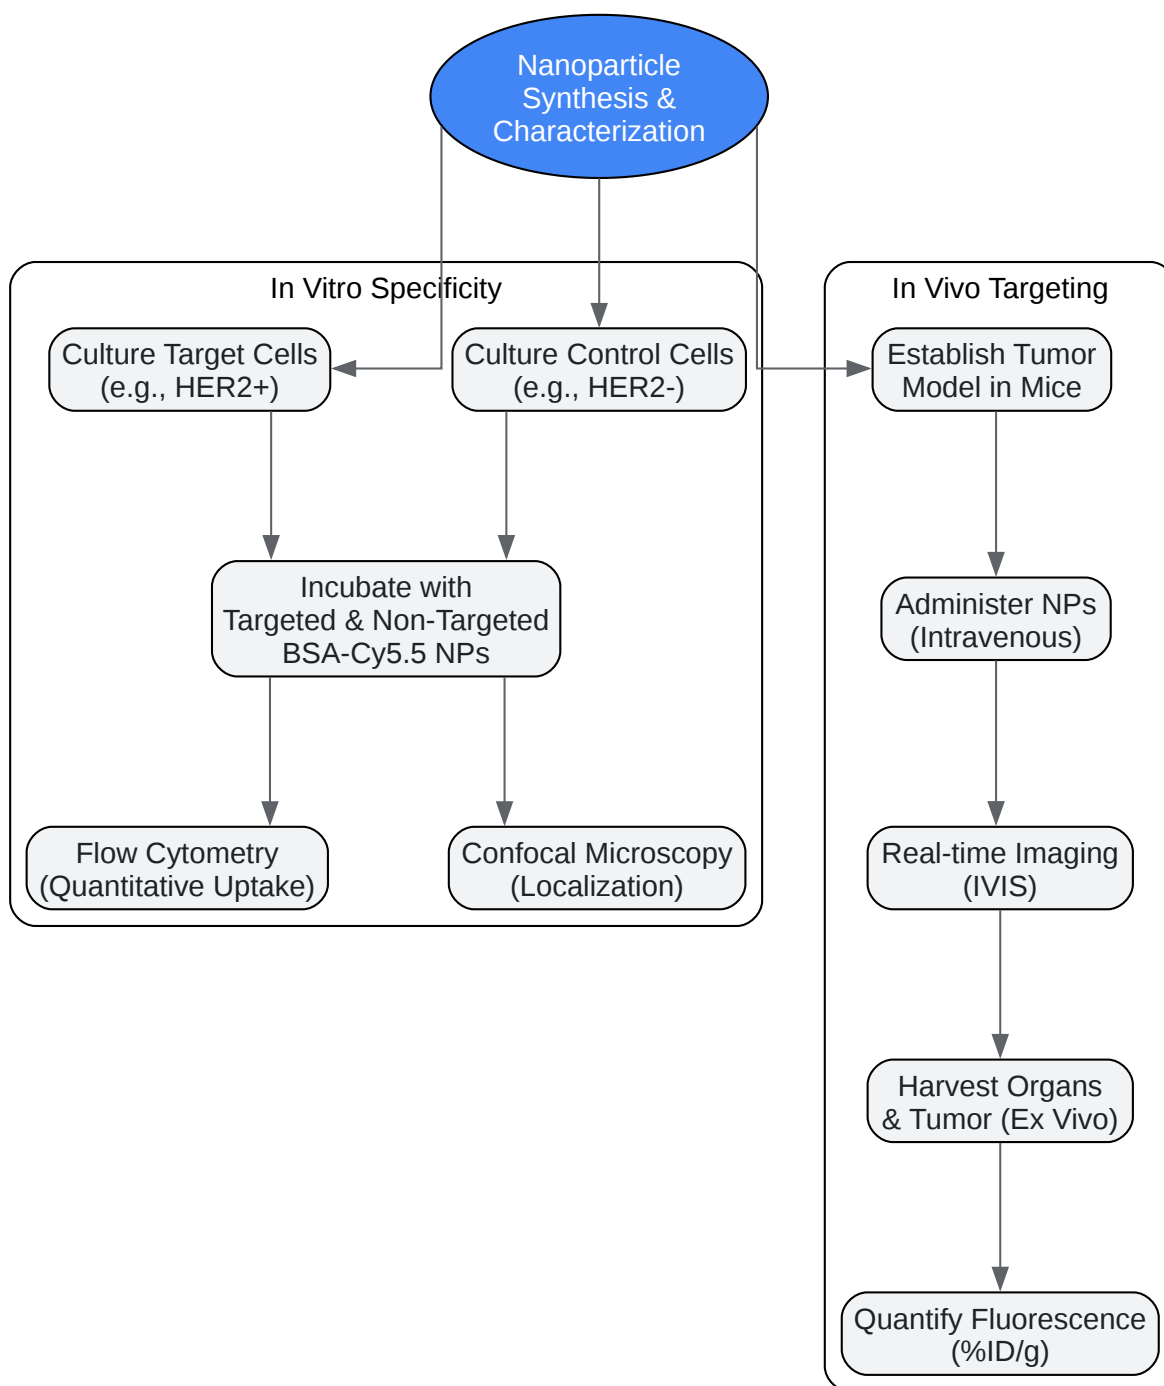 Nanoparticle
Synthesis &
Characterization
In Vitro Specificity
Culture Target Cells
(e.g., HER2+)
Culture Control Cells
(e.g., HER2-)
Incubate with
Targeted & Non-Targeted
BSA-Cy5.5 NPs
Flow Cytometry
(Quantitative Uptake)
Confocal Microscopy
(Localization)
In Vivo Targeting
Establish Tumor
Model in Mice
Administer NPs
(Intravenous)
Real-time Imaging
(IVIS)
Harvest Organs
& Tumor (Ex Vivo)
Quantify Fluorescence
(%ID/g)